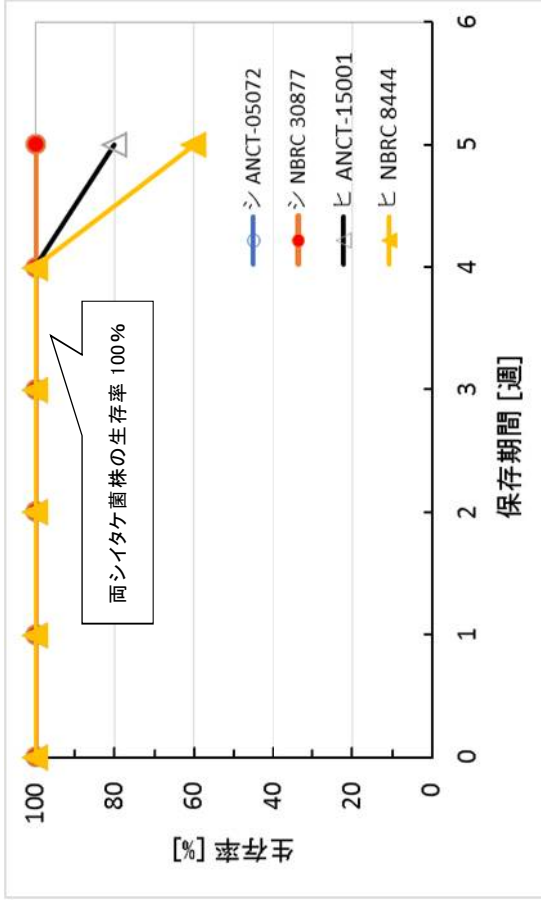 生存率 [%]
100
80
60
40
20
0
両シイタケ菌株の生存率 100%
シ ANCT-05072
シ NBRC 30877
ヒ ANCT-15001
ヒ NBRC 8444
0 1 2 3 4 5 6
保存期間 [週]